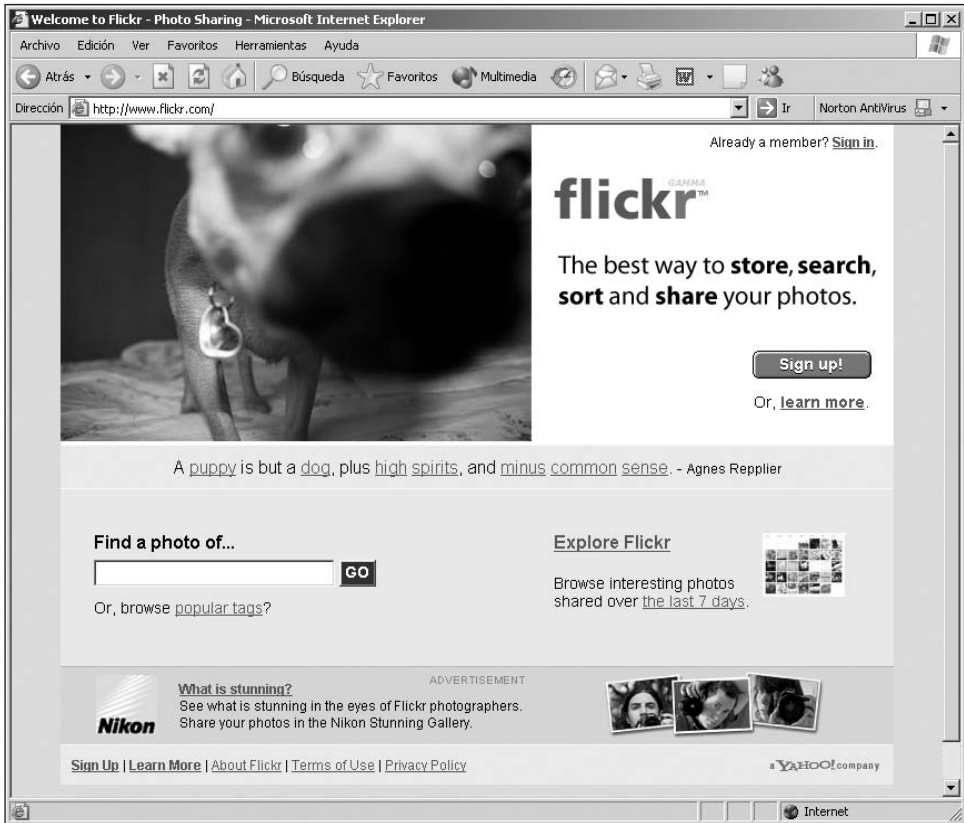 Welcome to Flickr - Photo Sharing - Microsoft Internet Explorer
Archivo Edición Ver Favoritos Herramientas Ayuda
Atrás Búsqueda Favoritos Multimedia
Dirección http://www.flickr.com/ Ir Norton AntiVirus
Already a member? Sign in.
flickr GAMMA ™
The best way to store, search,
sort and share your photos.
Sign up!
Or, learn more.
A puppy is but a dog, plus high spirits, and minus common sense. - Agnes Repplier
Find a photo of...
GO
Or, browse popular tags?
Explore Flickr
Browse interesting photos
shared over the last 7 days.
ADVERTISEMENT
Nikon
What is stunning?
See what is stunning in the eyes of Flickr photographers.
Share your photos in the Nikon Stunning Gallery.
Sign Up | Learn More | About Flickr | Terms of Use | Privacy Policy
a YAHOO! company
Internet